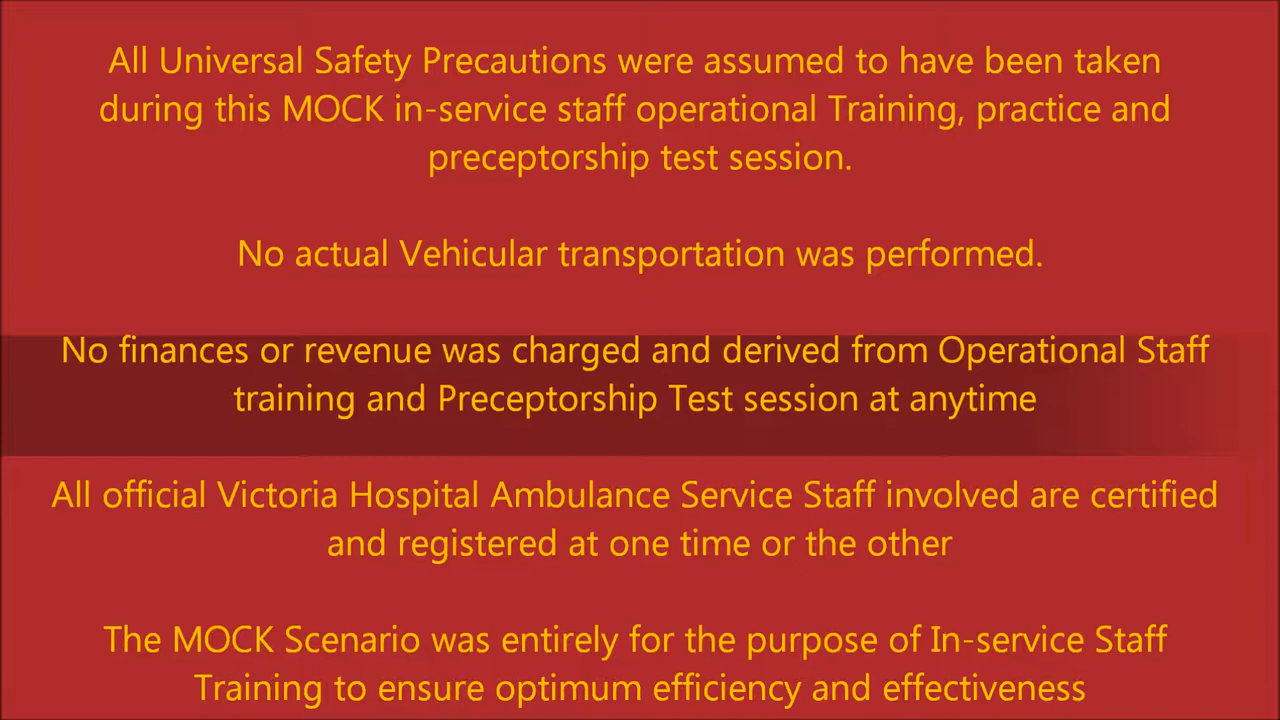 All Universal Safety Precautions were assumed to have been taken
during this MOCK in-service staff operational Training, practice and
preceptorship test session.
No actual Vehicular transportation was performed.
No finances or revenue was charged and derived from Operational Staff
training and Preceptorship Test session at anytime
All official Victoria Hospital Ambulance Service Staff involved are certified
and registered at one time or the other
The MOCK Scenario was entirely for the purpose of In-service Staff
Training to ensure optimum efficiency and effectiveness